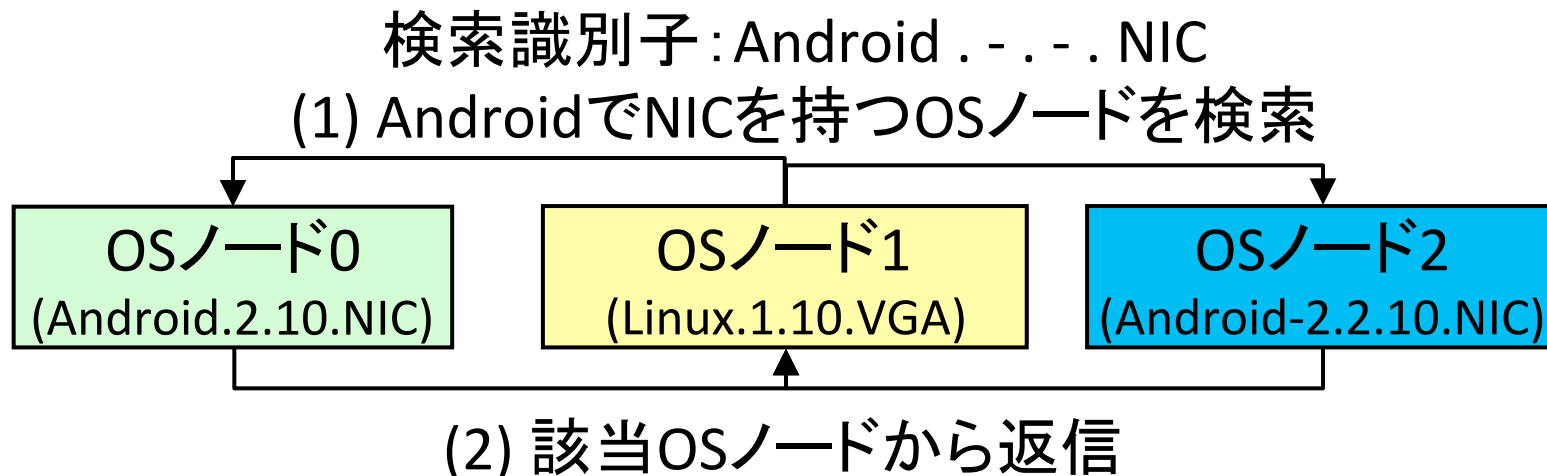 検索識別子:Android . - . - . NIC
(1) AndroidでNICを持つOSノードを検索
OSノード0
(Android.2.10.NIC)
OSノード1
(Linux.1.10.VGA)
OSノード2
(Android-2.2.10.NIC)
(2) 該当OSノードから返信